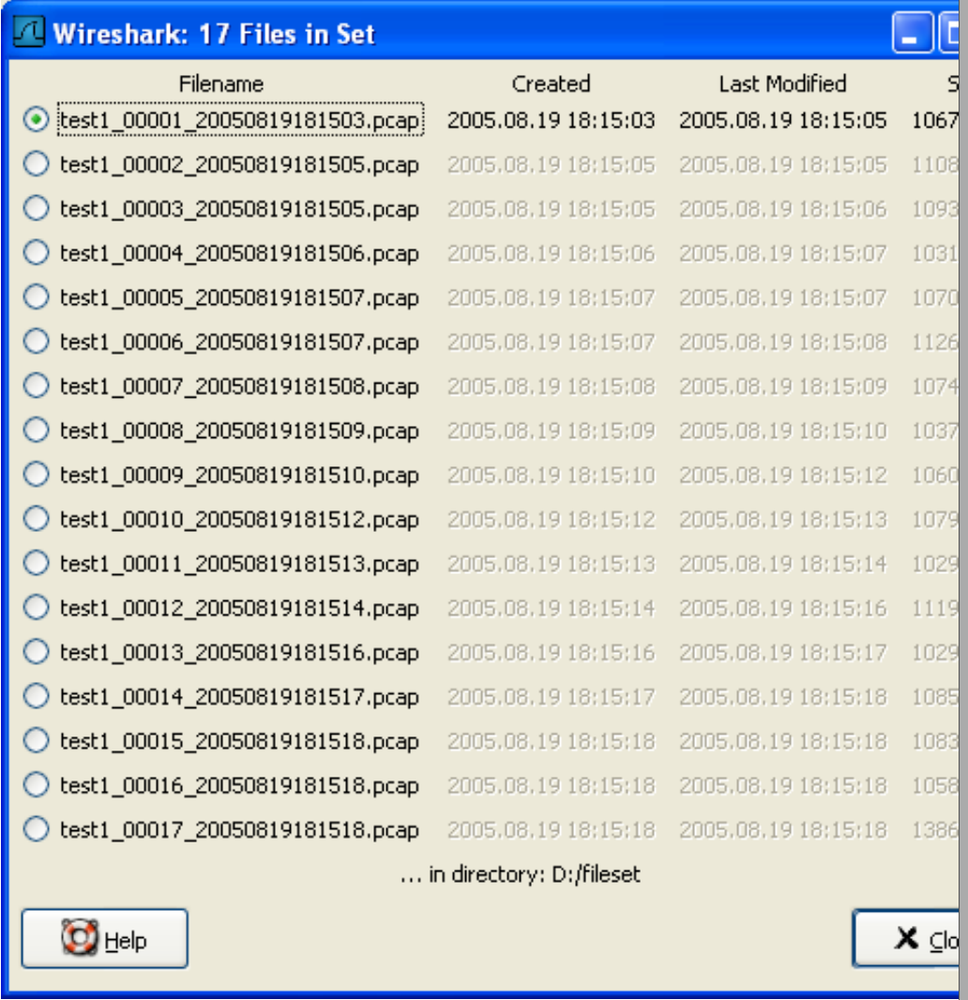 Wireshark: 17 Files in Set
Filename Created Last Modified S
test1_00001_20050819181503.pcap 2005.08.19 18:15:03 2005.08.19 18:15:05 1067
test1_00002_20050819181505.pcap 2005.08.19 18:15:05 2005.08.19 18:15:05 1108
test1_00003_20050819181505.pcap 2005.08.19 18:15:05 2005.08.19 18:15:06 1093
test1_00004_20050819181506.pcap 2005.08.19 18:15:06 2005.08.19 18:15:07 1031
test1_00005_20050819181507.pcap 2005.08.19 18:15:07 2005.08.19 18:15:07 1070
test1_00006_20050819181507.pcap 2005.08.19 18:15:07 2005.08.19 18:15:08 1126
test1_00007_20050819181508.pcap 2005.08.19 18:15:08 2005.08.19 18:15:09 1074
test1_00008_20050819181509.pcap 2005.08.19 18:15:09 2005.08.19 18:15:10 1037
test1_00009_20050819181510.pcap 2005.08.19 18:15:10 2005.08.19 18:15:12 1060
test1_00010_20050819181512.pcap 2005.08.19 18:15:12 2005.08.19 18:15:13 1079
test1_00011_20050819181513.pcap 2005.08.19 18:15:13 2005.08.19 18:15:14 1029
test1_00012_20050819181514.pcap 2005.08.19 18:15:14 2005.08.19 18:15:16 1119
test1_00013_20050819181516.pcap 2005.08.19 18:15:16 2005.08.19 18:15:17 1029
test1_00014_20050819181517.pcap 2005.08.19 18:15:17 2005.08.19 18:15:18 1085
test1_00015_20050819181518.pcap 2005.08.19 18:15:18 2005.08.19 18:15:18 1083
test1_00016_20050819181518.pcap 2005.08.19 18:15:18 2005.08.19 18:15:18 1058
test1_00017_20050819181518.pcap 2005.08.19 18:15:18 2005.08.19 18:15:18 1386
... in directory: D:/fileset
Help Clo